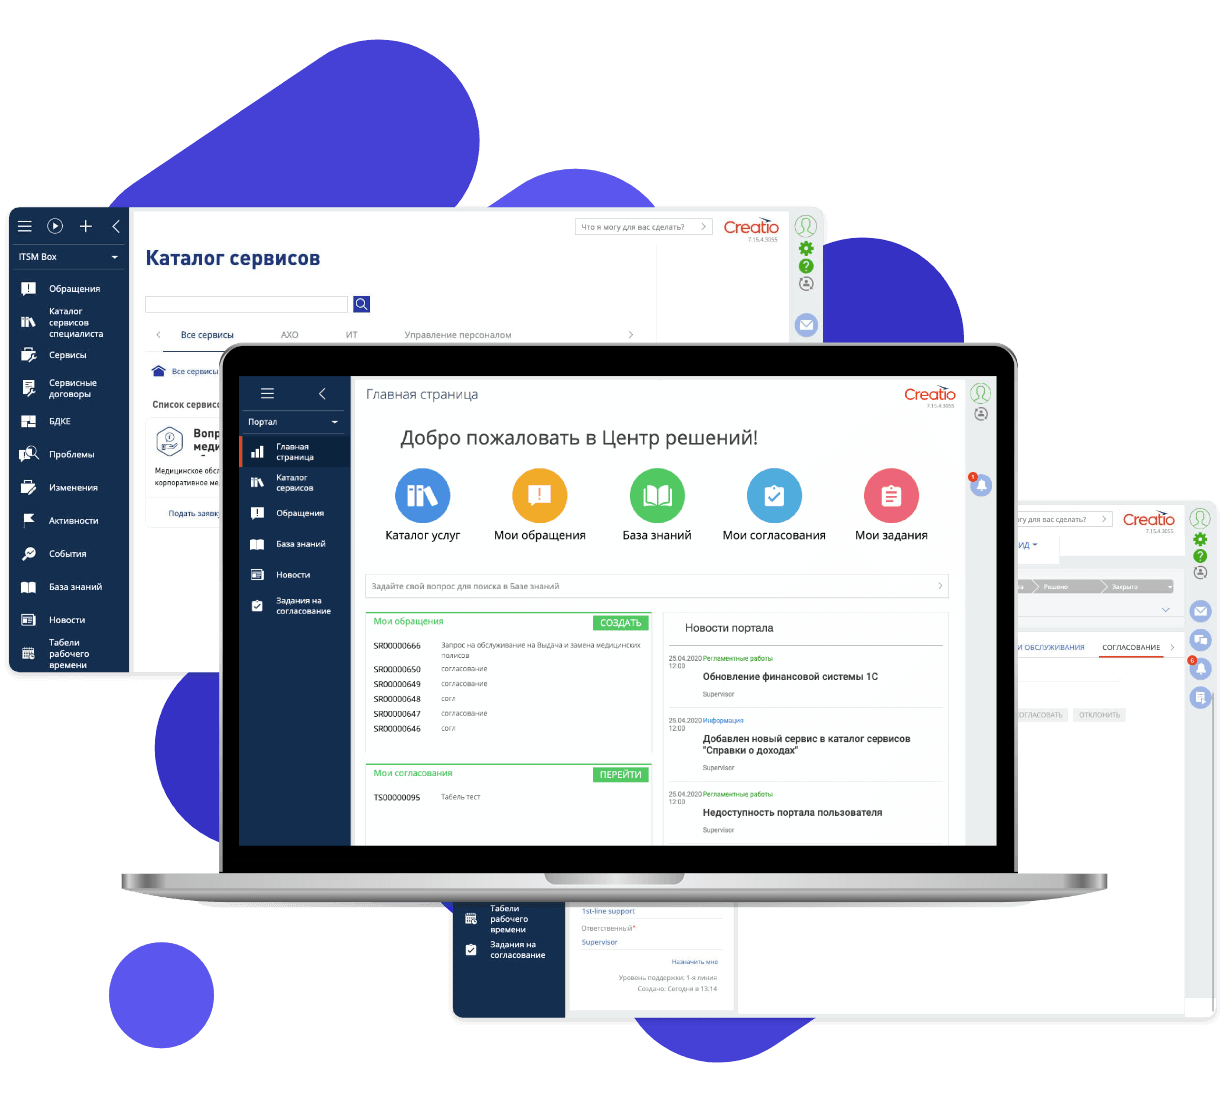 ITSM Box
Обращения
Каталог
сервисов
специалиста
Сервисы
Сервисные
договоры
БДКЕ
Проблемы
Изменения
Активности
События
База знаний
Новости
Табели
рабочего
времени
Что я могу для вас сделать?
Creatio
7.15.4.3055
Каталог сервисов
Все сервисы
АХО
ИТ
Управление персоналом
Все сервисы
Список сервисо
Вопр
меди
Медицинское обсл
корпоративное ме
Подать заявк
Портал
Главная
страница
Каталог
сервисов
Обращения
База знаний
Новости
Задания на
согласование
Главная страница
Creatio
7.15.4.3055
Добро пожаловать в Центр решений!
Каталог услуг
Мои обращения
База знаний
Мои согласования
Мои задания
1
Задайте свой вопрос для поиска в Базе знаний
Мои обращения
СОЗДАТЬ
SR00000666 Запрос на обслуживание на Выдача и замена медицинских
полисов
SR00000650 согласование
SR00000649 согласование
SR00000648 согл
SR00000647 согласование
SR00000646 согл
Мои согласования
ПЕРЕЙТИ
TS00000095 Табель тест
Новости портала
25.04.2020 Регламентные работы
12:00
Обновление финансовой системы 1С
Supervisor
25.04.2020 Информация
12:00
Добавлен новый сервис в каталог сервисов
"Справки о доходах"
Supervisor
25.04.2020 Регламентные работы
12:00
Недоступность портала пользователя
Supervisor
огу для вас сделать?
Creatio
7.15.4.3055
ИД
Решено
Закрыто
И ОБСЛУЖИВАНИЯ
СОГЛАСОВАНИЕ
6
ОГЛАСОВАТЬ
ОТКЛОНИТЬ
Табели
рабочего
времени
Задания на
согласование
1st-line support
Ответственный*
Supervisor
Назначить мне
Уровень поддержки: 1-я линия
Создано: Сегодня в 13:14